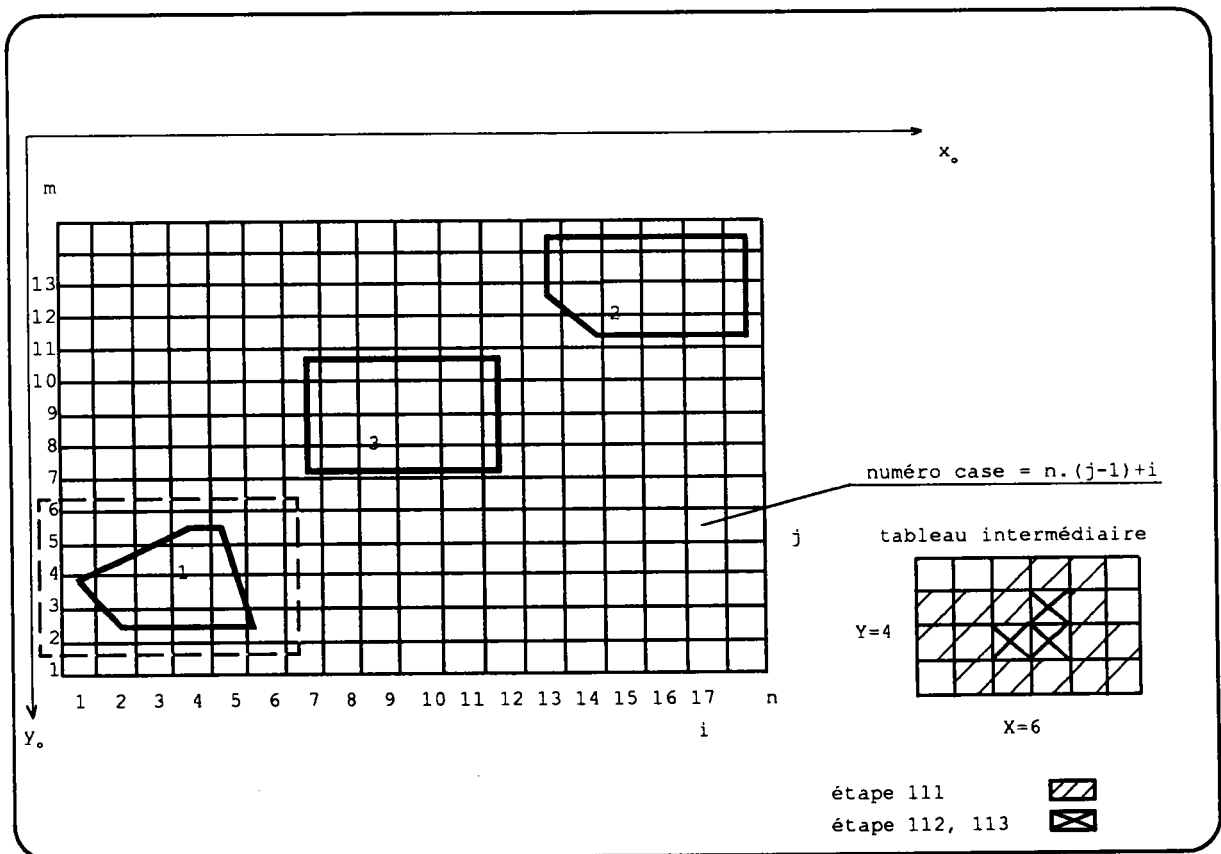 x₀
m
13
12
11
10
9
8
7
6
5
4
3
2
1
2
3
1
numéro case = n.(j-1)+i
j
tableau intermédiaire
Y=4
X=6
1 2 3 4 5 6 7 8 9 10 11 12 13 14 15 16 17 n
i
y₀
étape 111
étape 112, 113